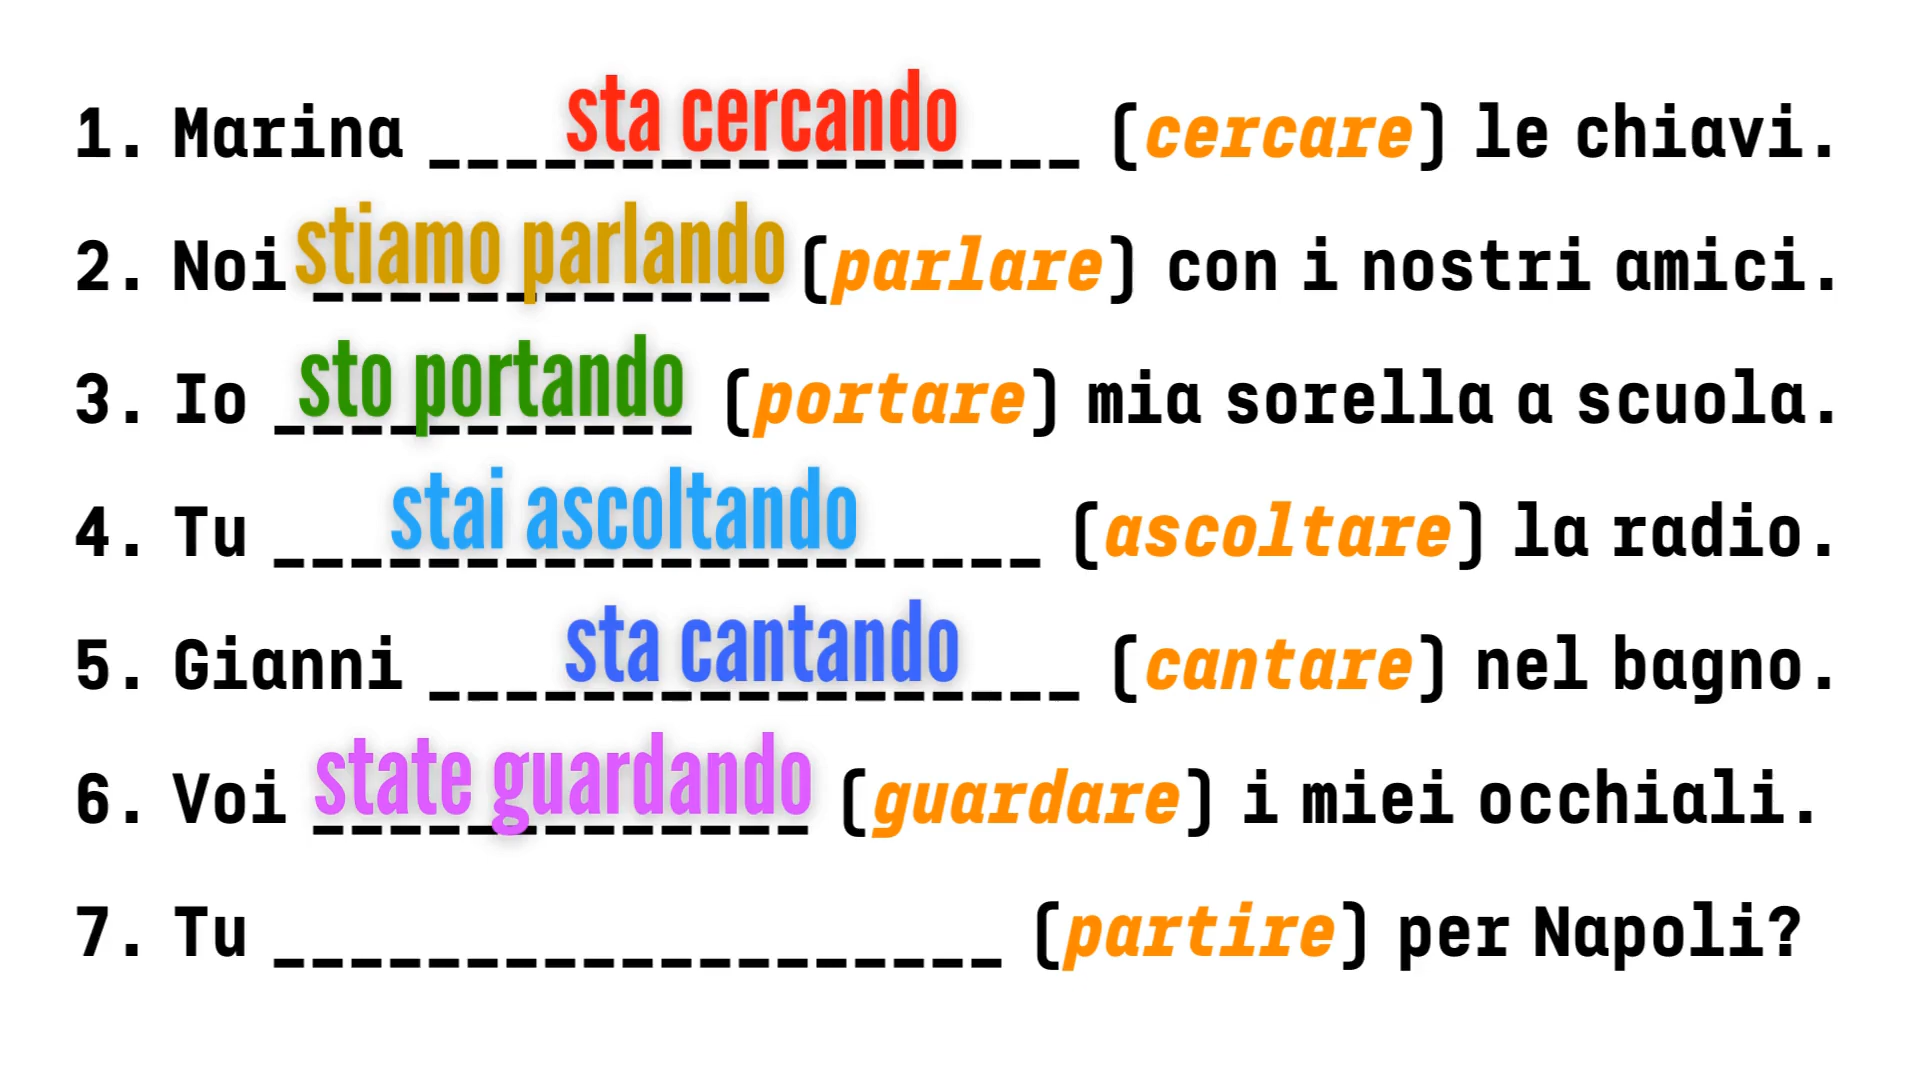 1. Marina sta cercando (cercare) le chiavi.
2. Noi stiamo parlando (parlare) con i nostri amici.
3. Io sto portando (portare) mia sorella a scuola.
4. Tu stai ascoltando (ascoltare) la radio.
5. Gianni sta cantando (cantare) nel bagno.
6. Voi state guardando (guardare) i miei occhiali.
7. Tu ___________________ (partire) per Napoli?